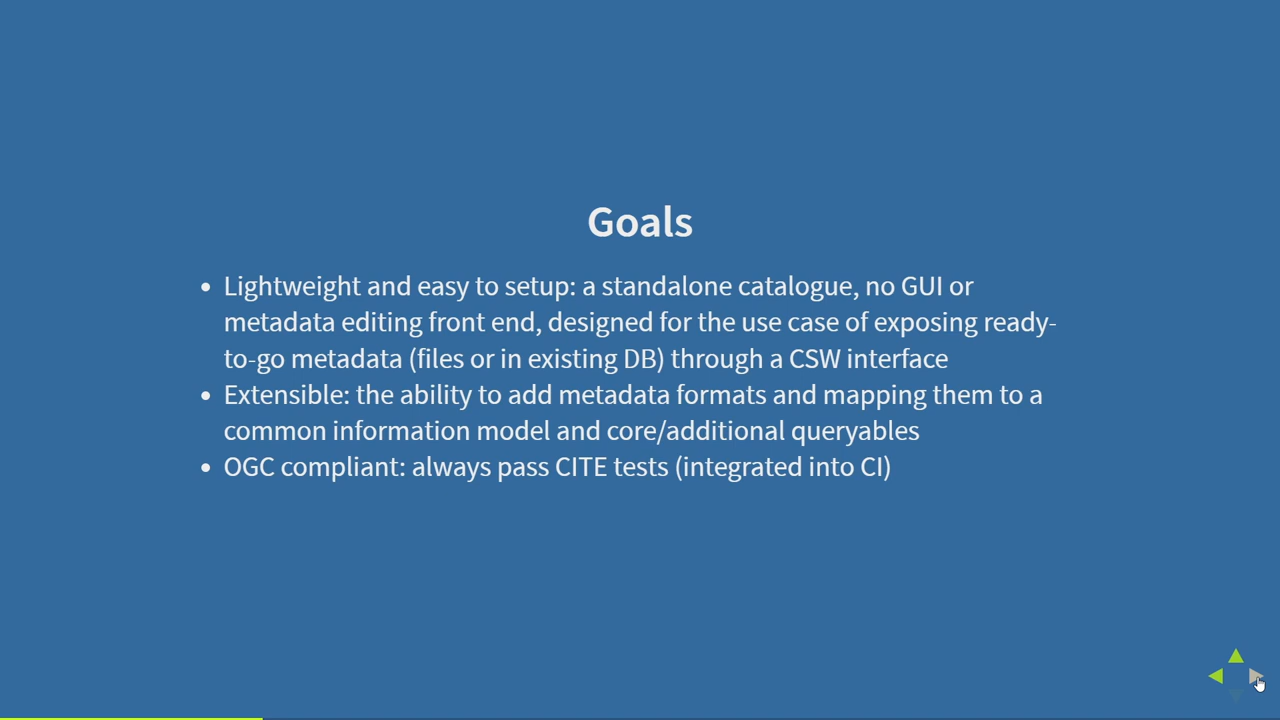 Goals
• Lightweight and easy to setup: a standalone catalogue, no GUI or
metadata editing front end, designed for the use case of exposing ready-
to-go metadata (files or in existing DB) through a CSW interface
• Extensible: the ability to add metadata formats and mapping them to a
common information model and core/additional queryables
• OGC compliant: always pass CITE tests (integrated into CI)